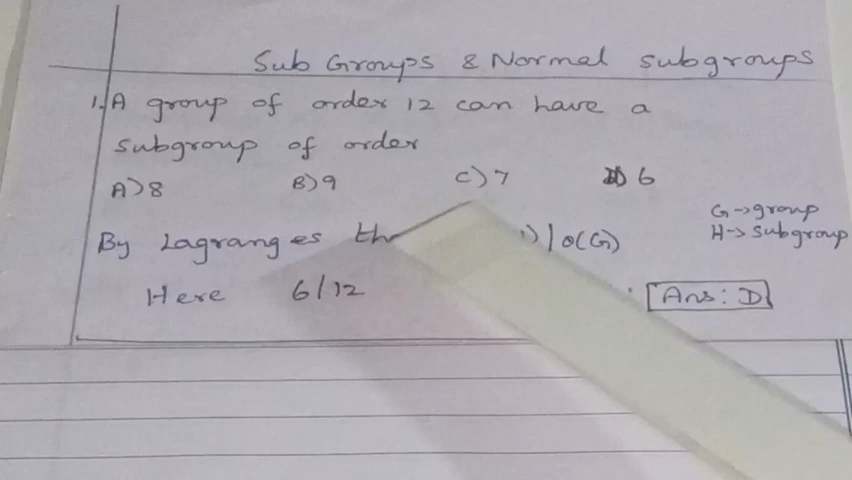 Sub Groups & Normal subgroups
1. A group of order 12 can have a
subgroup of order
A) 8 B) 9 C) 7 D) 6
G → group
By Lagranges )/o(G) H → subgroup
Here 6/12 Ans: D